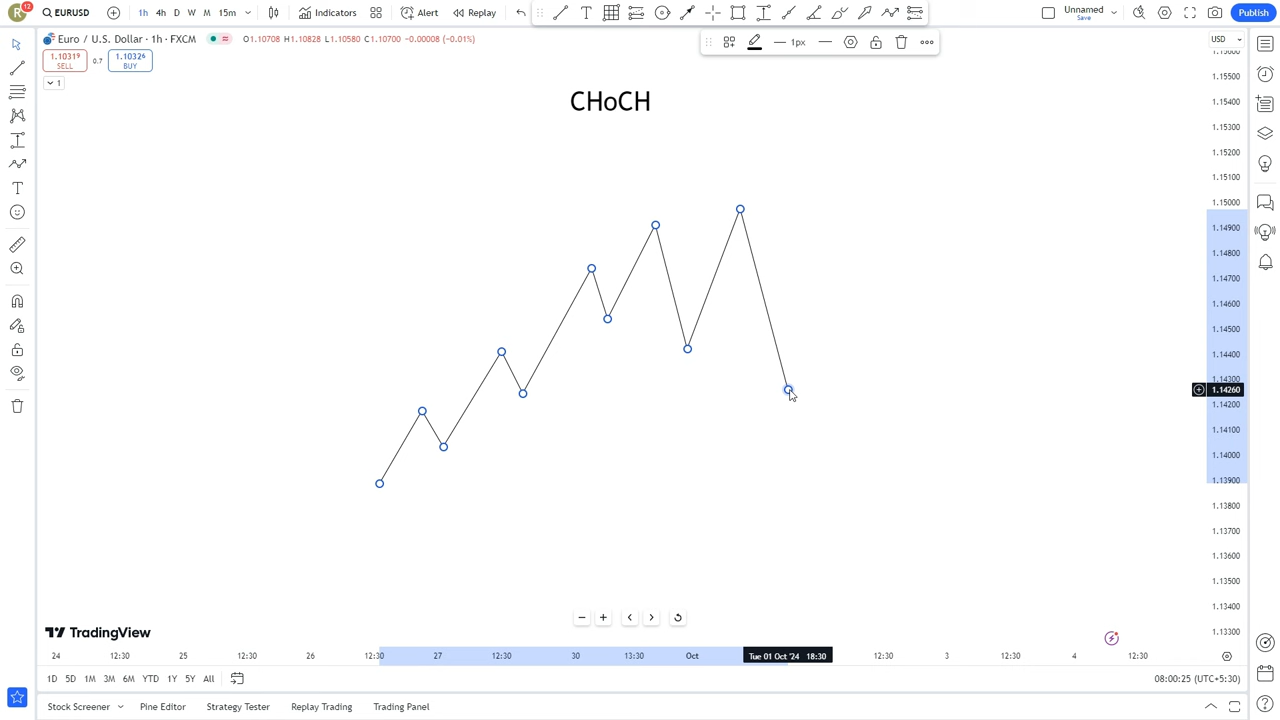 R 12 EURUSD 1h 4h D W M 15m Indicators Alert Replay Unnamed Save Publish
Euro / U.S. Dollar · 1h · FXCM O1.10708 H1.10828 L1.10580 C1.10700 -0.00008 (-0.01%)
1px
USD
1.10319 SELL 0.7 1.10326 BUY
1
CHoCH
1.15500
1.15400
1.15300
1.15200
1.15100
1.15000
1.14900
1.14800
1.14700
1.14600
1.14500
1.14400
1.14300
1.14260
1.14200
1.14100
1.14000
1.13900
1.13800
1.13700
1.13600
1.13500
1.13400
1.13300
TradingView
24 12:30 25 12:30 26 12:30 27 12:30 30 13:30 Oct Tue 01 Oct '24 18:30 12:30 3 12:30 4 12:30
1D 5D 1M 3M 6M YTD 1Y 5Y All 08:00:25 (UTC+5:30)
Stock Screener Pine Editor Strategy Tester Replay Trading Trading Panel